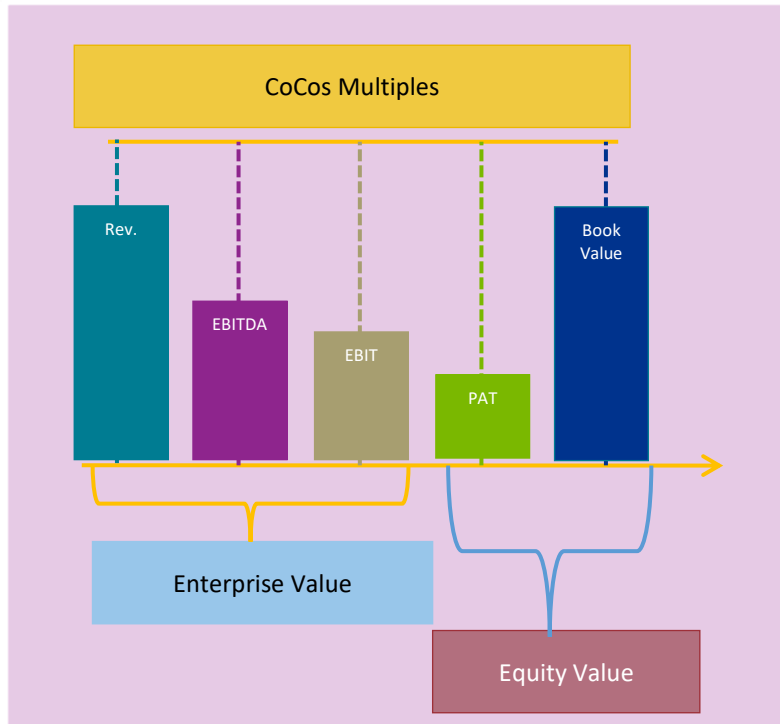 CoCos Multiples
Rev.
EBITDA
EBIT
PAT
Book
Value
Enterprise Value
Equity Value